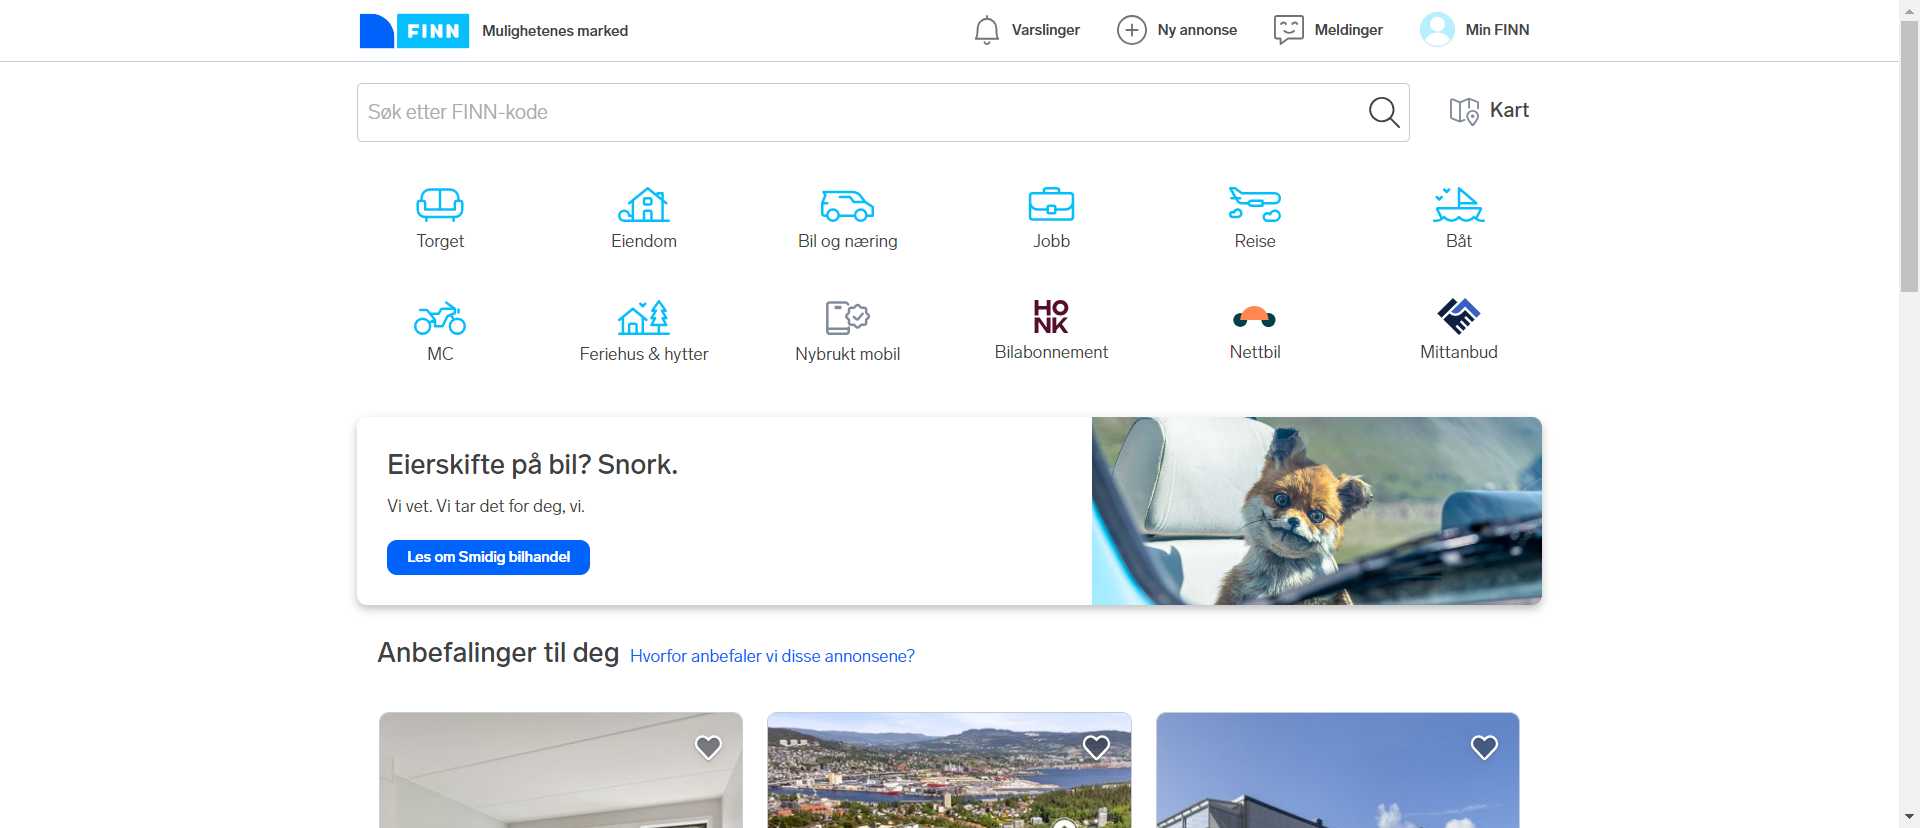 FINN Mulighetenes marked Varslinger Ny annonse Meldinger Min FINN
Søk etter FINN-kode Kart
Torget Eiendom Bil og næring Jobb Reise Båt
MC Feriehus & hytter Nybrukt mobil HONK Bilabonnement Nettbil Mittanbud
Eierskifte på bil? Snork.
Vi vet. Vi tar det for deg, vi.
Les om Smidig bilhandel
Anbefalinger til deg Hvorfor anbefaler vi disse annonsene?